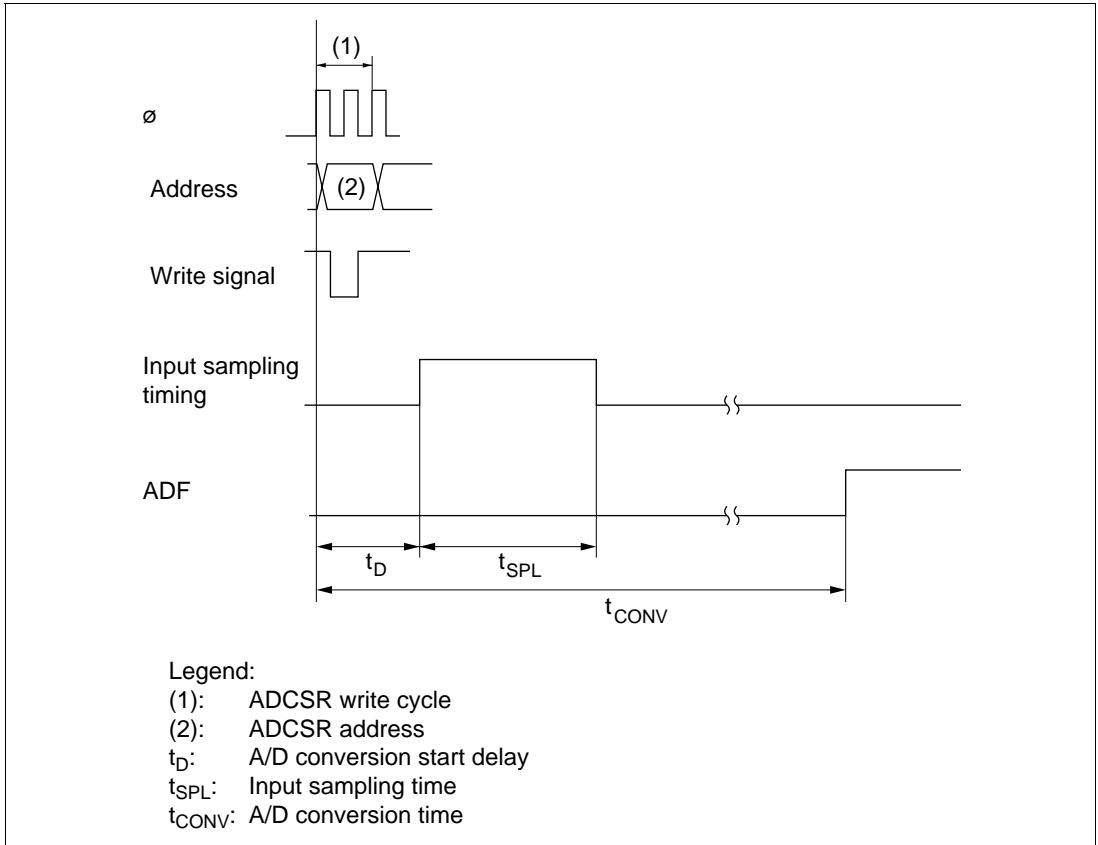 (1)
ø
Address
(2)
Write signal
Input sampling
timing
ADF
tD
tSPL
tCONV
Legend:
(1): ADCSR write cycle
(2): ADCSR address
tD: A/D conversion start delay
tSPL: Input sampling time
tCONV: A/D conversion time